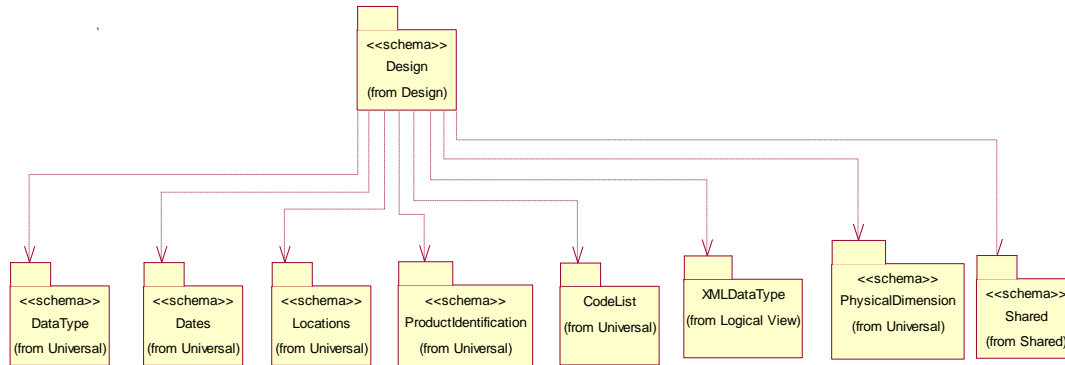 <<schema>>
Design
(from Design)
<<schema>>
DataType
(from Universal)
<<schema>>
Dates
(from Universal)
<<schema>>
Locations
(from Universal)
<<schema>>
ProductIdentification
(from Universal)
CodeList
(from Universal)
XMLDataType
(from Logical View)
<<schema>>
PhysicalDimension
(from Universal)
<<schema>>
Shared
(from Shared)